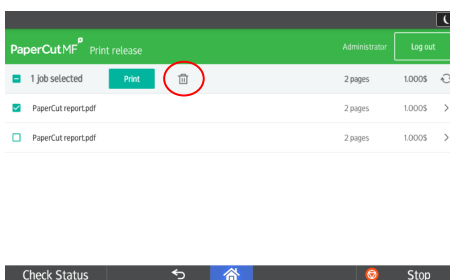 PaperCut MF Print release Administrator Log out
1 job selected Print 2 pages 1.000$
PaperCut report.pdf 2 pages 1.000$
PaperCut report.pdf 2 pages 1.000$
Check Status Stop